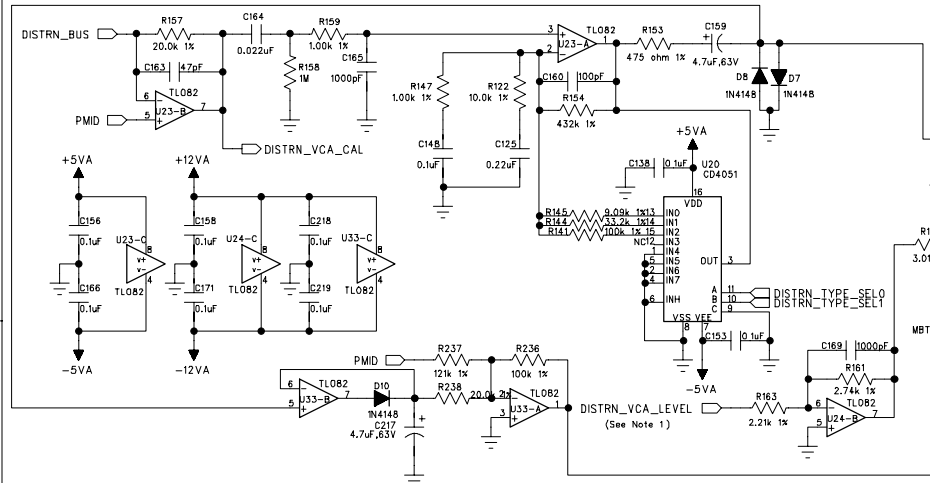 DISTRN_BUS
R157
20.0k 1%
C163
47pF
TL082
6
7
5
U23-B
PMID
DISTRN_VCA_CAL
C164
0.022uF
R159
1.00k 1%
R158
1M
C165
1000pF
TL082
3
1
2
U23-A
R153
475 ohm 1%
C159
4.7uF,63V
D8
1N4148
D7
1N4148
R147
1.00k 1%
R122
10.0k 1%
C160
100pF
R154
432k 1%
C148
0.1uF
C125
0.22uF
+5VA
C138
0.1uF
U20
CD4051
16
VDD
R145
9.09k 1%
13
IN0
R144
33.2k 1%
14
IN1
R141
100k 1%
15
IN2
NC
12
IN3
1
IN4
5
IN5
2
IN6
4
IN7
6
INH
OUT
3
A
11
DISTRN_TYPE_SEL0
B
10
DISTRN_TYPE_SEL1
C
9
VSS
VEE
8
7
C153
0.1uF
-5VA
+5VA
+12VA
C156
0.1uF
U23-C
8
V+
V-
4
TL082
C166
0.1uF
-5VA
C158
0.1uF
U24-C
8
V+
V-
4
TL082
C171
0.1uF
-12VA
C218
0.1uF
U33-C
8
V+
V-
4
TL082
C219
0.1uF
PMID
R237
121k 1%
R236
100k 1%
R238
20.0k 1%
6
TL082
7
5
U33-B
D10
1N4148
C217
4.7uF,63V
2
TL082
1
3
U33-A
DISTRN_VCA_LEVEL
(See Note 1)
R163
2.21k 1%
C169
1000pF
R161
2.74k 1%
TL082
6
7
5
U24-B
R1
3.01
MBT